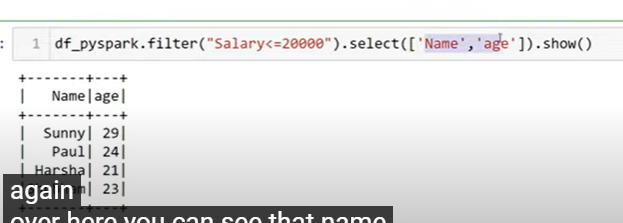 : 1 df_pyspark.filter("Salary<=20000").select(['Name','age']).show()
+-------+---+
|   Name|age|
+-------+---+
|  Sunny| 29|
|   Paul| 24|
| Harsha| 21|
| 23|
again
over here you can see that name